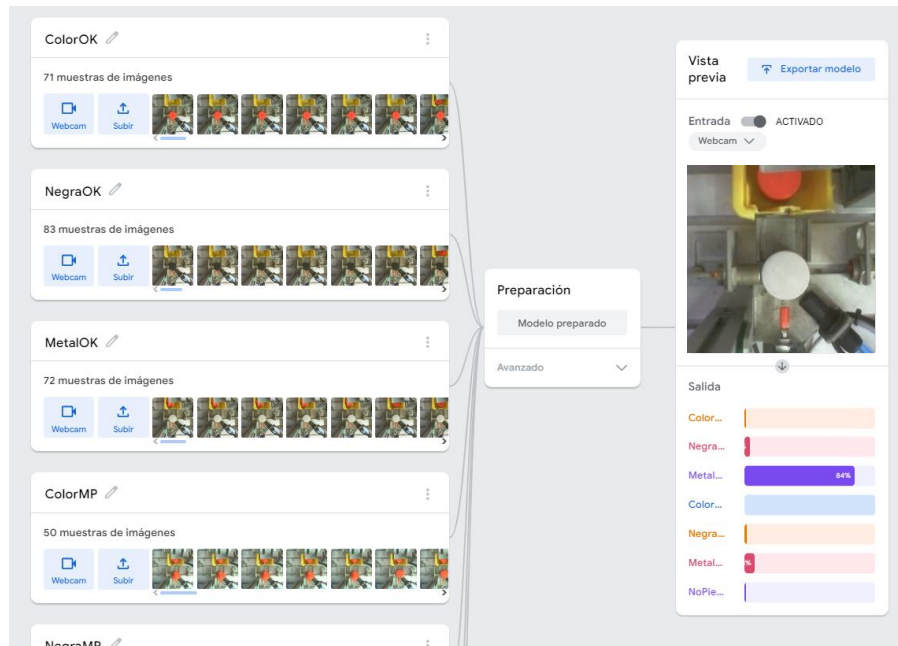 ColorOK
71 muestras de imágenes
Webcam
Subir
NegraOK
83 muestras de imágenes
Webcam
Subir
MetalOK
72 muestras de imágenes
Webcam
Subir
ColorMP
50 muestras de imágenes
Webcam
Subir
NegraMP
Preparación
Modelo preparado
Avanzado
Vista previa
Exportar modelo
Entrada
ACTIVADO
Webcam
Salida
Color...
Negra...
Metal...
84%
Color...
Negra...
Metal...
%
NoPie...